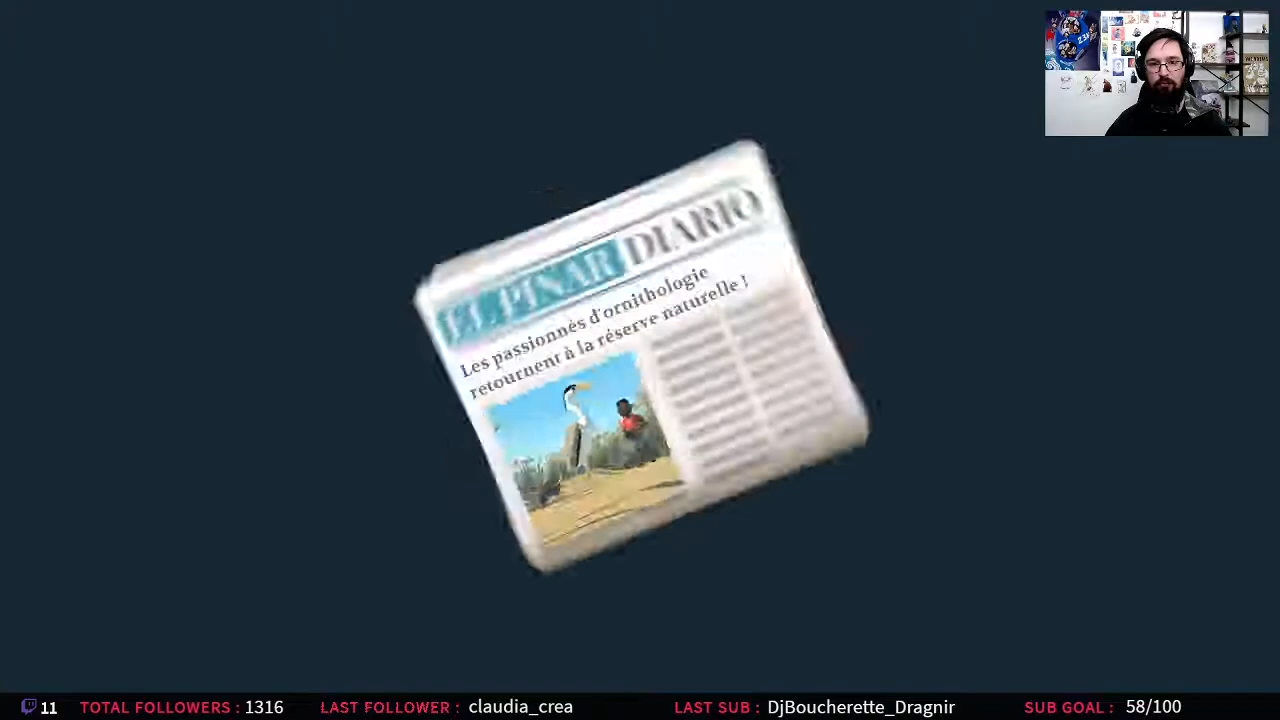 EL PINAR DIARIO
Les passionnés d'ornithologie
retournent à la réserve naturelle !
11 TOTAL FOLLOWERS : 1316 LAST FOLLOWER : claudia_crea LAST SUB : DjBoucherette_Dragnir SUB GOAL : 58/100